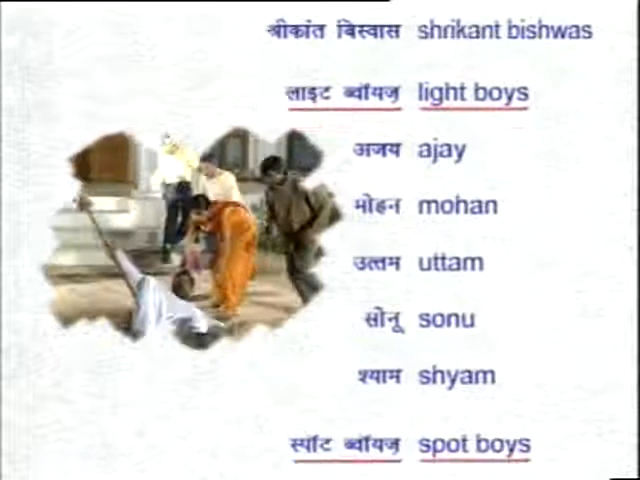 श्रीकांत बिस्वास shrikant bishwas
लाइट ब्वॉयज़ light boys
अजय ajay
मोहन mohan
उत्तम uttam
सोनू sonu
श्याम shyam
स्पॉट ब्वॉयज़ spot boys